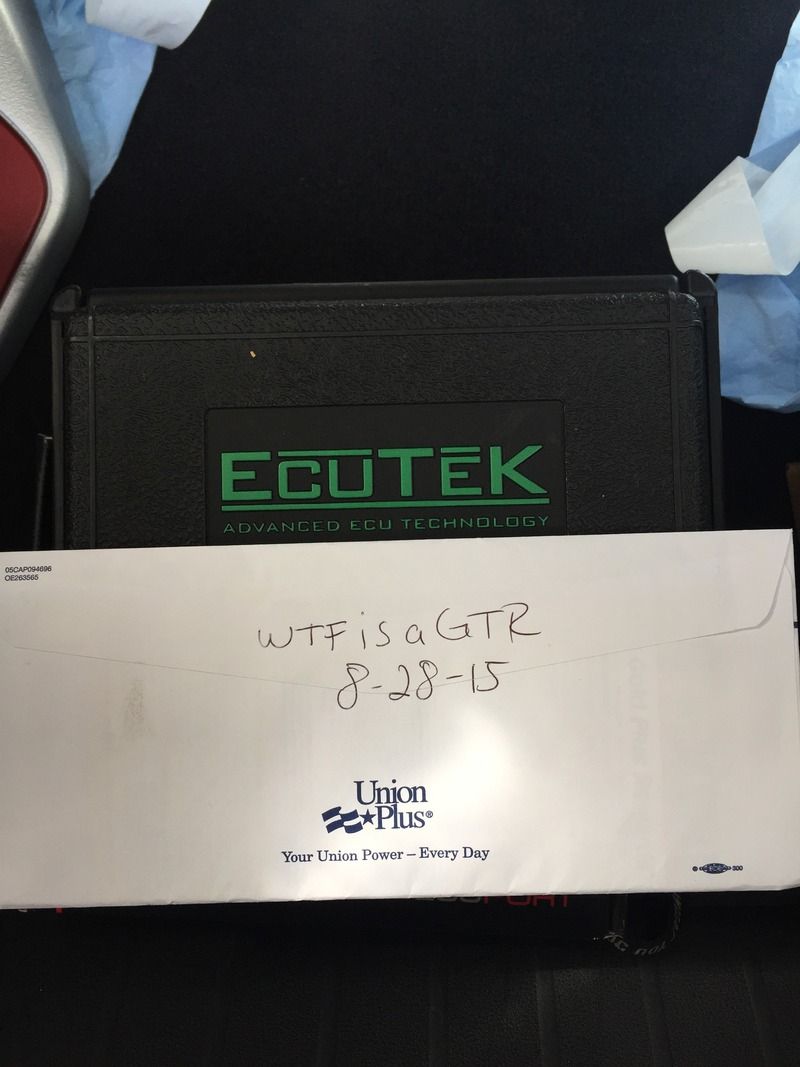 ECUTEK
ADVANCED ECU TECHNOLOGY
05CAP094696
OE263565
WTF is a GTR
8-28-15
Union
Plus®
Your Union Power – Every Day